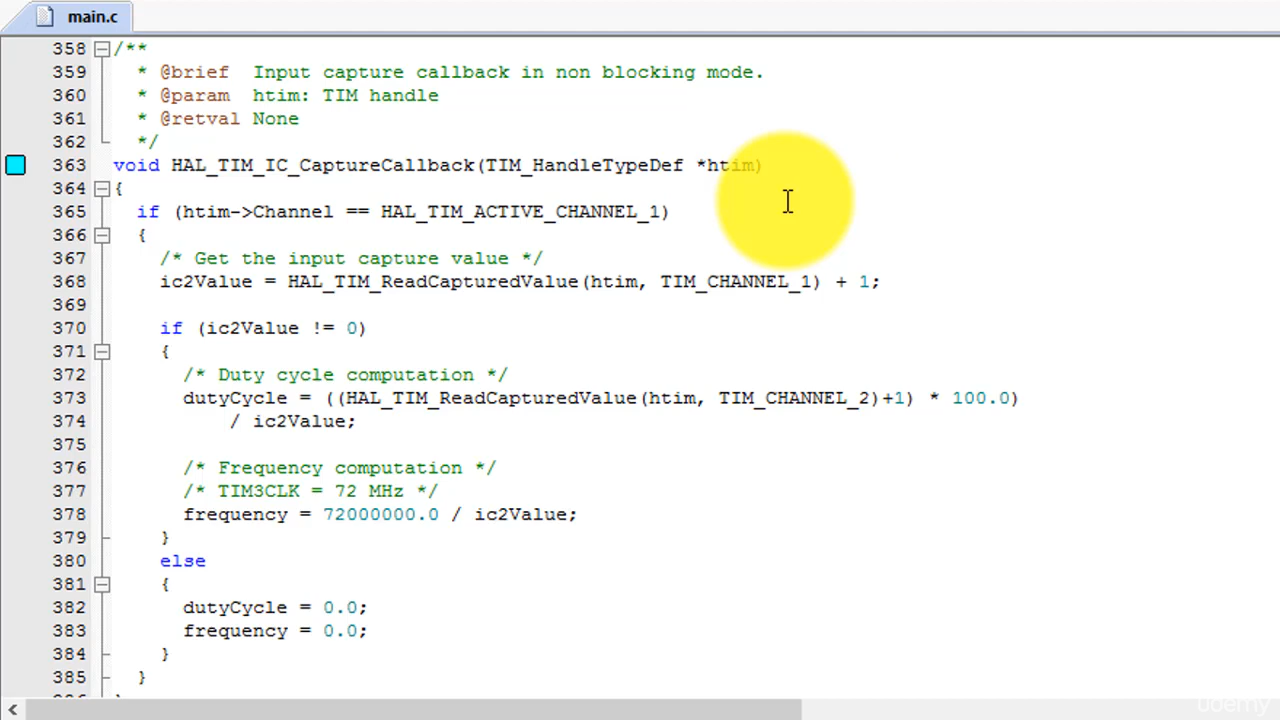 main.c
358 /**
359 * @brief Input capture callback in non blocking mode.
360 * @param htim: TIM handle
361 * @retval None
362 */
363 void HAL_TIM_IC_CaptureCallback(TIM_HandleTypeDef *htim)
364 {
365 if (htim->Channel == HAL_TIM_ACTIVE_CHANNEL_1)
366 {
367 /* Get the input capture value */
368 ic2Value = HAL_TIM_ReadCapturedValue(htim, TIM_CHANNEL_1) + 1;
369
370 if (ic2Value != 0)
371 {
372 /* Duty cycle computation */
373 dutyCycle = ((HAL_TIM_ReadCapturedValue(htim, TIM_CHANNEL_2)+1) * 100.0)
374 / ic2Value;
375
376 /* Frequency computation */
377 /* TIM3CLK = 72 MHz */
378 frequency = 72000000.0 / ic2Value;
379 }
380 else
381 {
382 dutyCycle = 0.0;
383 frequency = 0.0;
384 }
385 }
udemy